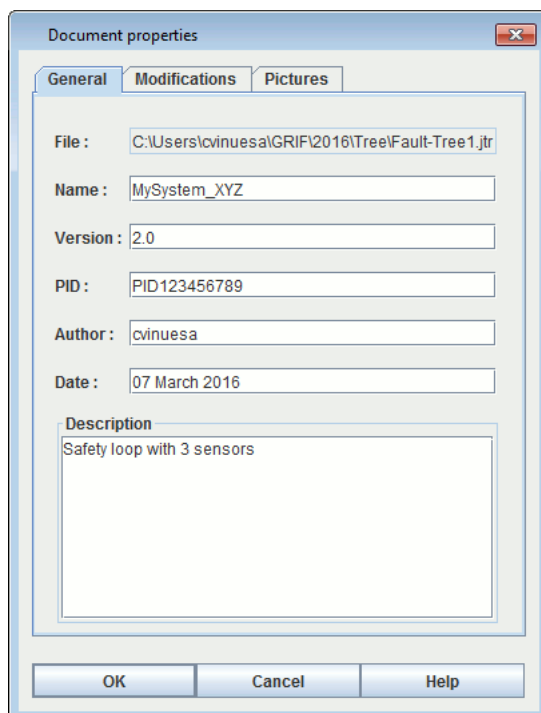 Document properties
General Modifications Pictures
File : C:\Users\cvinuesa\GRIF\2016\Tree\Fault-Tree1.jtr
Name : MySystem_XYZ
Version : 2.0
PID : PID123456789
Author : cvinuesa
Date : 07 March 2016
Description
Safety loop with 3 sensors
OK Cancel Help